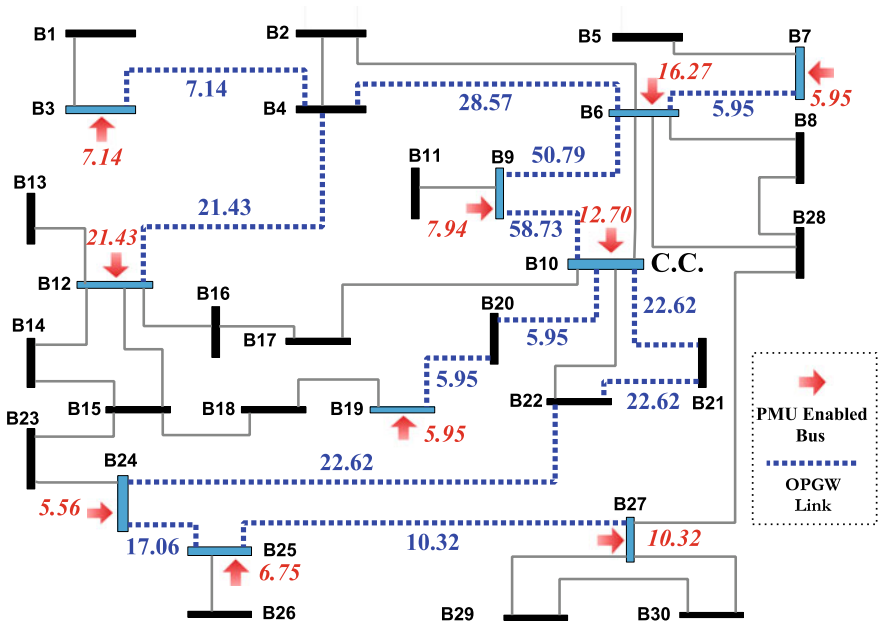 B1
B2
B5
B7
16.27
B3
7.14
B4
28.57
B6
5.95
5.95
7.14
B8
B11
B9
50.79
B13
21.43
7.94
58.73
12.70
B28
21.43
B12
B10
C.C.
B16
B20
22.62
B14
B17
5.95
5.95
B15
B18
B19
B22
22.62
B21
B23
5.95
PMU Enabled
Bus
B24
22.62
OPGW
Link
5.56
B27
17.06
B25
10.32
10.32
6.75
B26
B29
B30